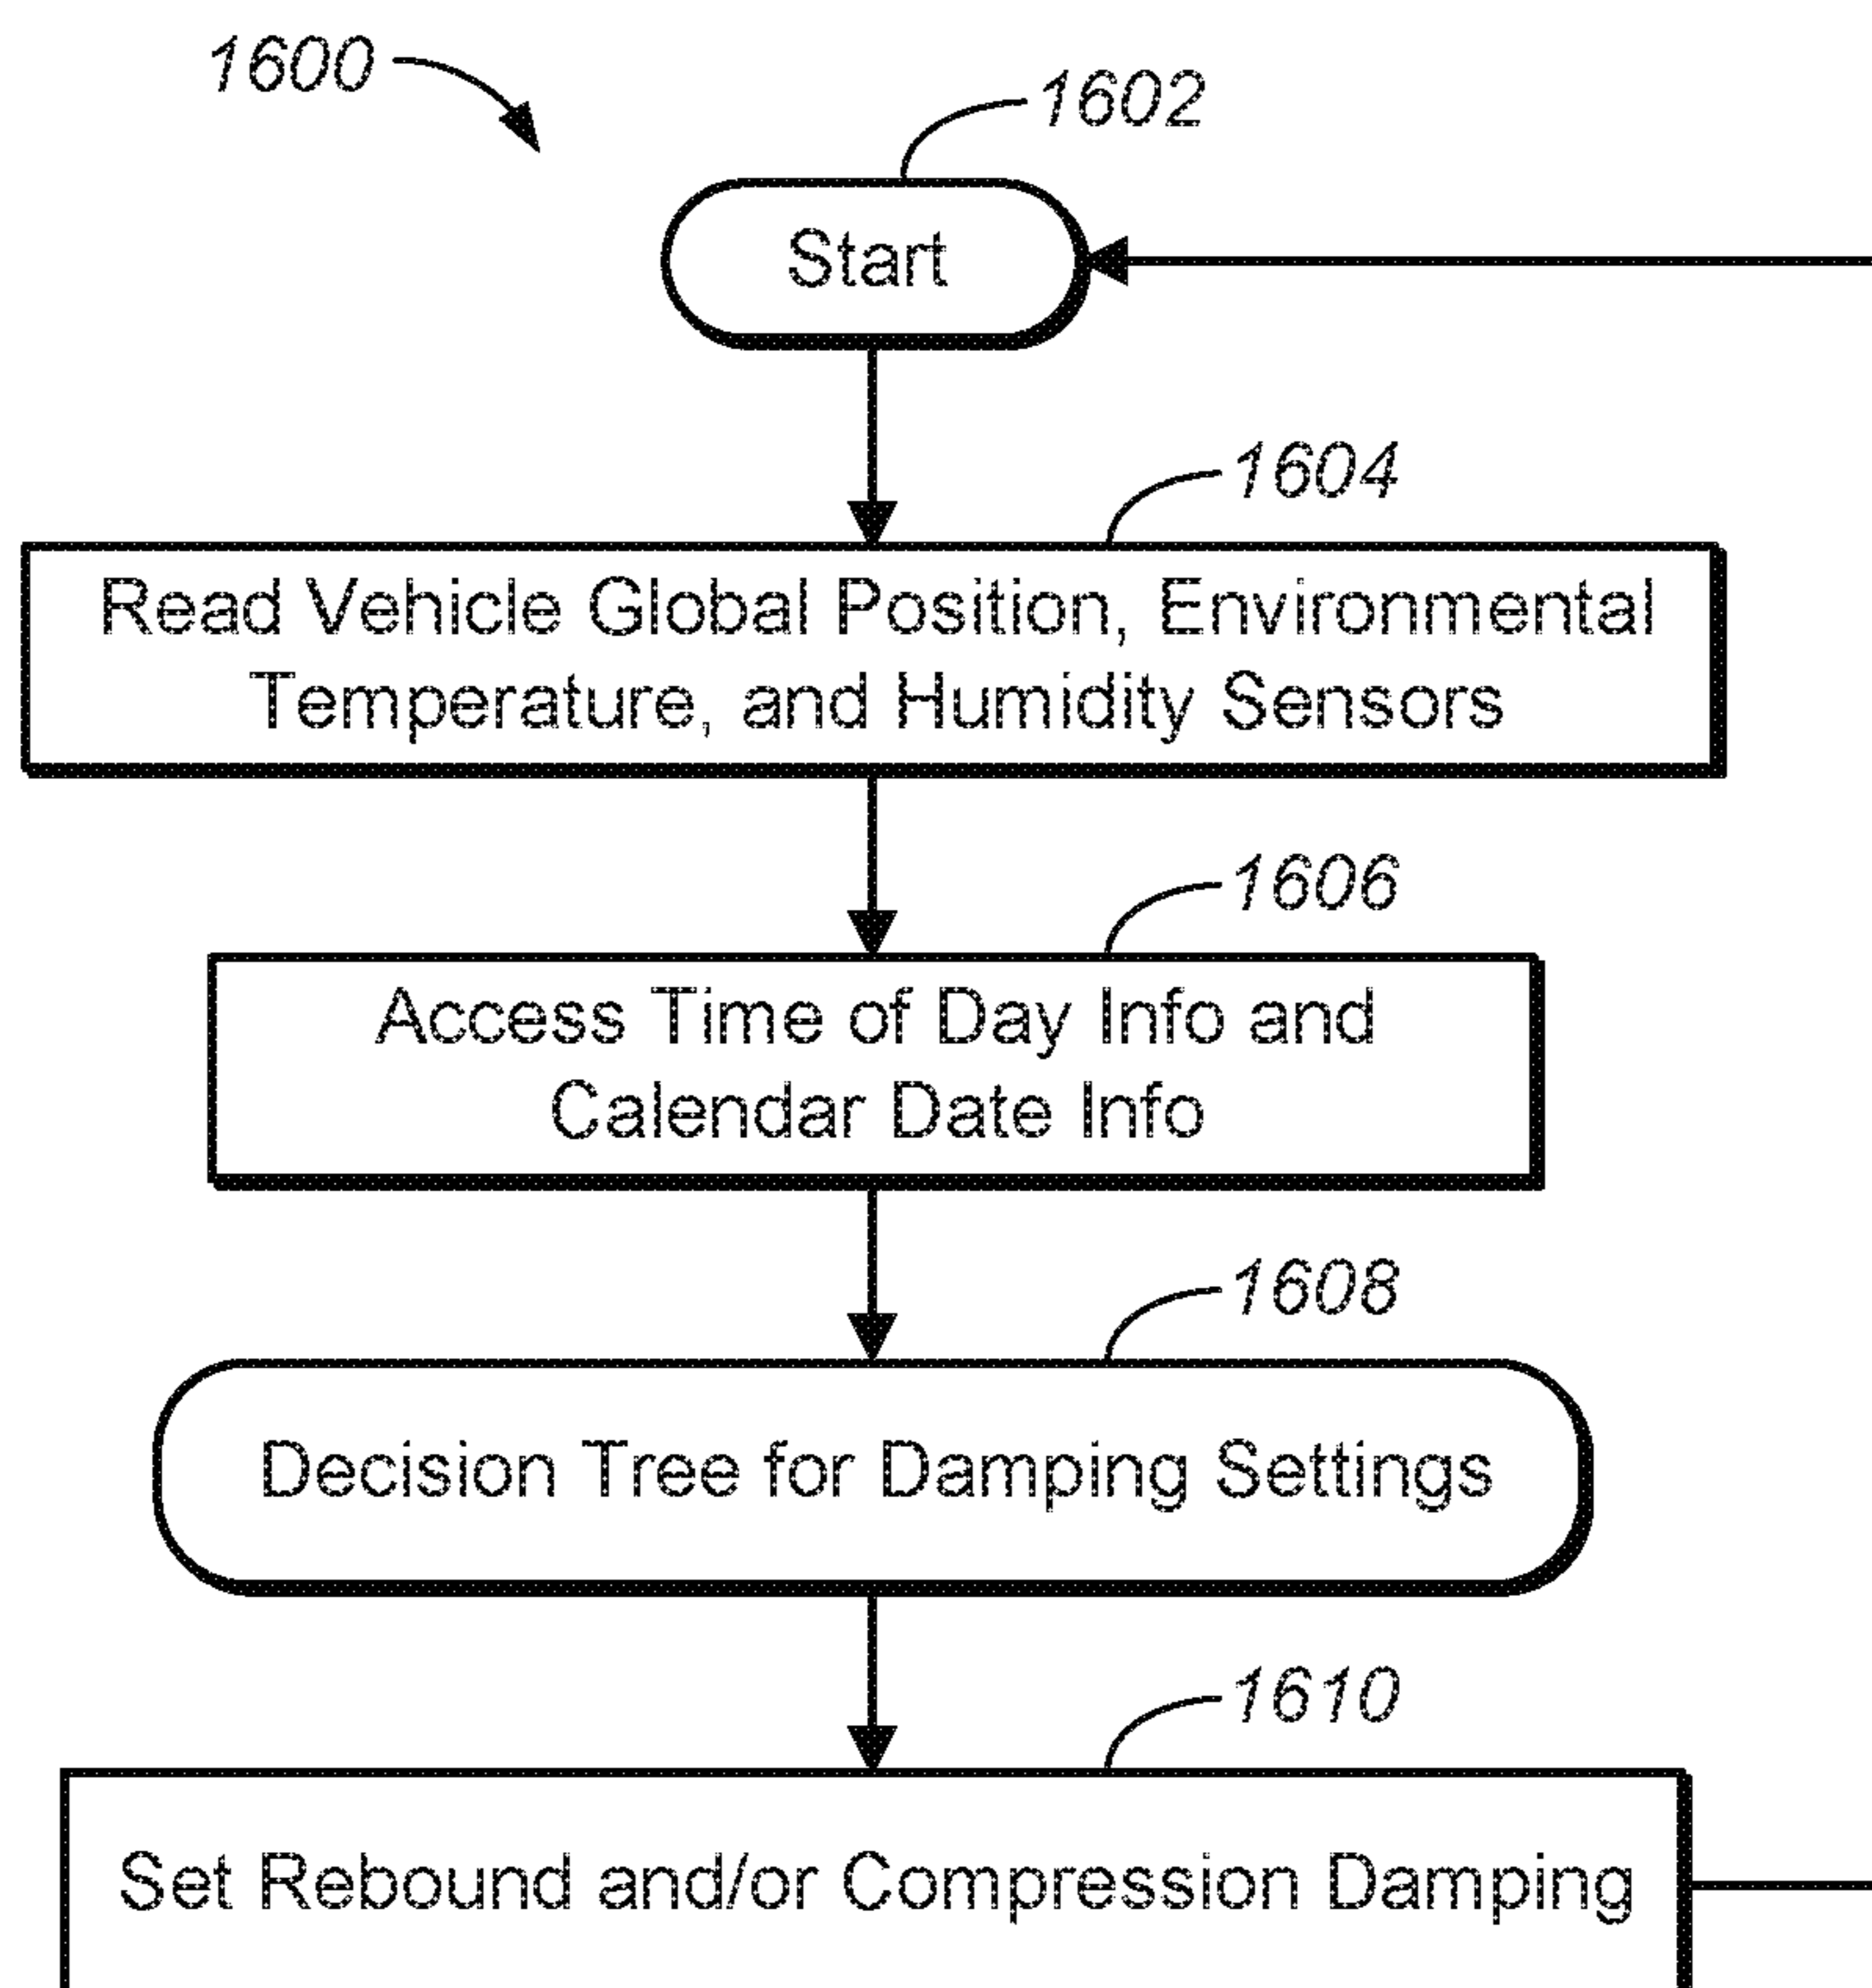 1600
1602
Start
1604
Read Vehicle Global Position, Environmental
Temperature, and Humidity Sensors
1606
Access Time of Day Info and
Calendar Date Info
1608
Decision Tree for Damping Settings
1610
Set Rebound and/or Compression Damping